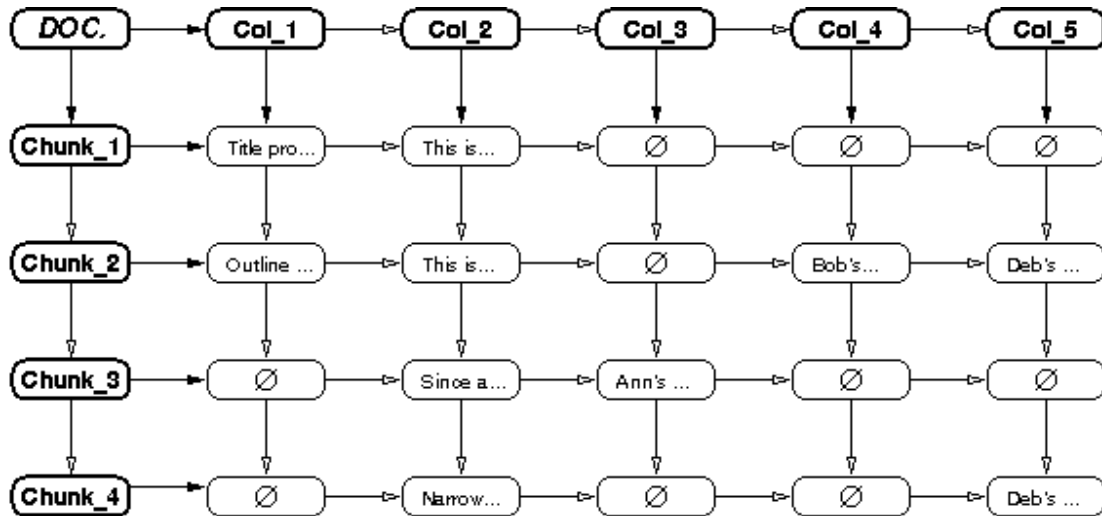 DOC. Col_1 Col_2 Col_3 Col_4 Col_5
Chunk_1 Title pro... This is... ∅ ∅ ∅
Chunk_2 Outline ... This is... ∅ Bob's... Deb's ...
Chunk_3 ∅ Since a... Ann's ... ∅ ∅
Chunk_4 ∅ Narrow... ∅ ∅ Deb's ...